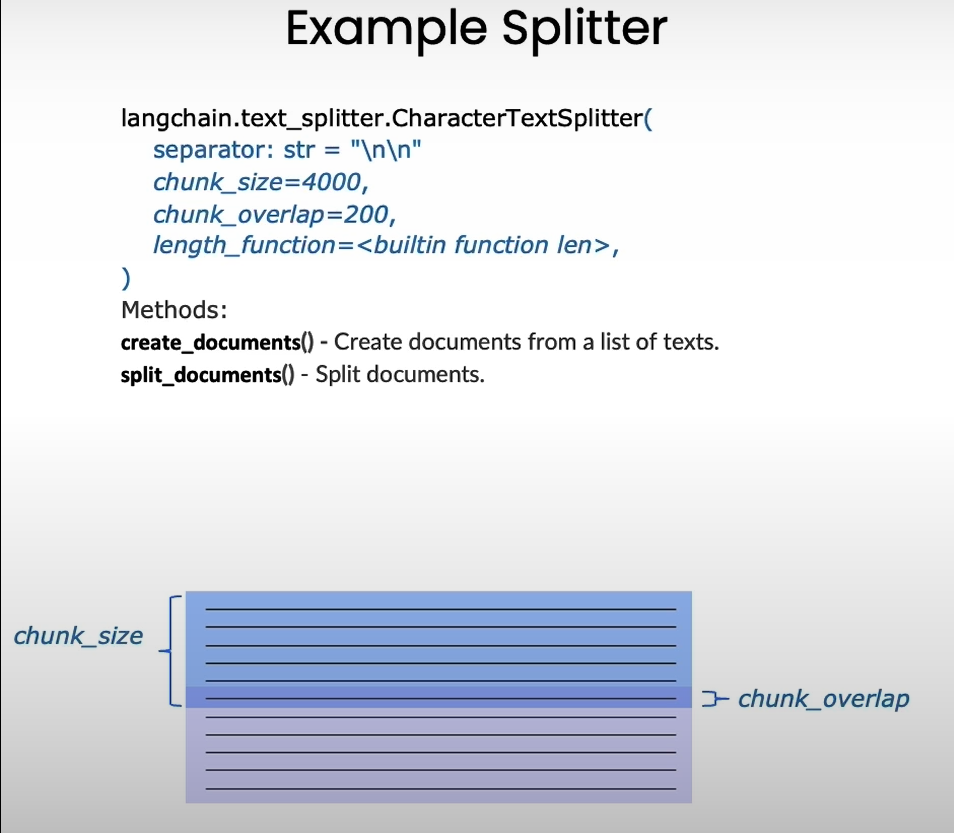 Example Splitter
langchain.text_splitter.CharacterTextSplitter(
separator: str = "\n\n"
chunk_size=4000,
chunk_overlap=200,
length_function=<builtin function len>,
)
Methods:
create_documents() - Create documents from a list of texts.
split_documents() - Split documents.
chunk_size
chunk_overlap